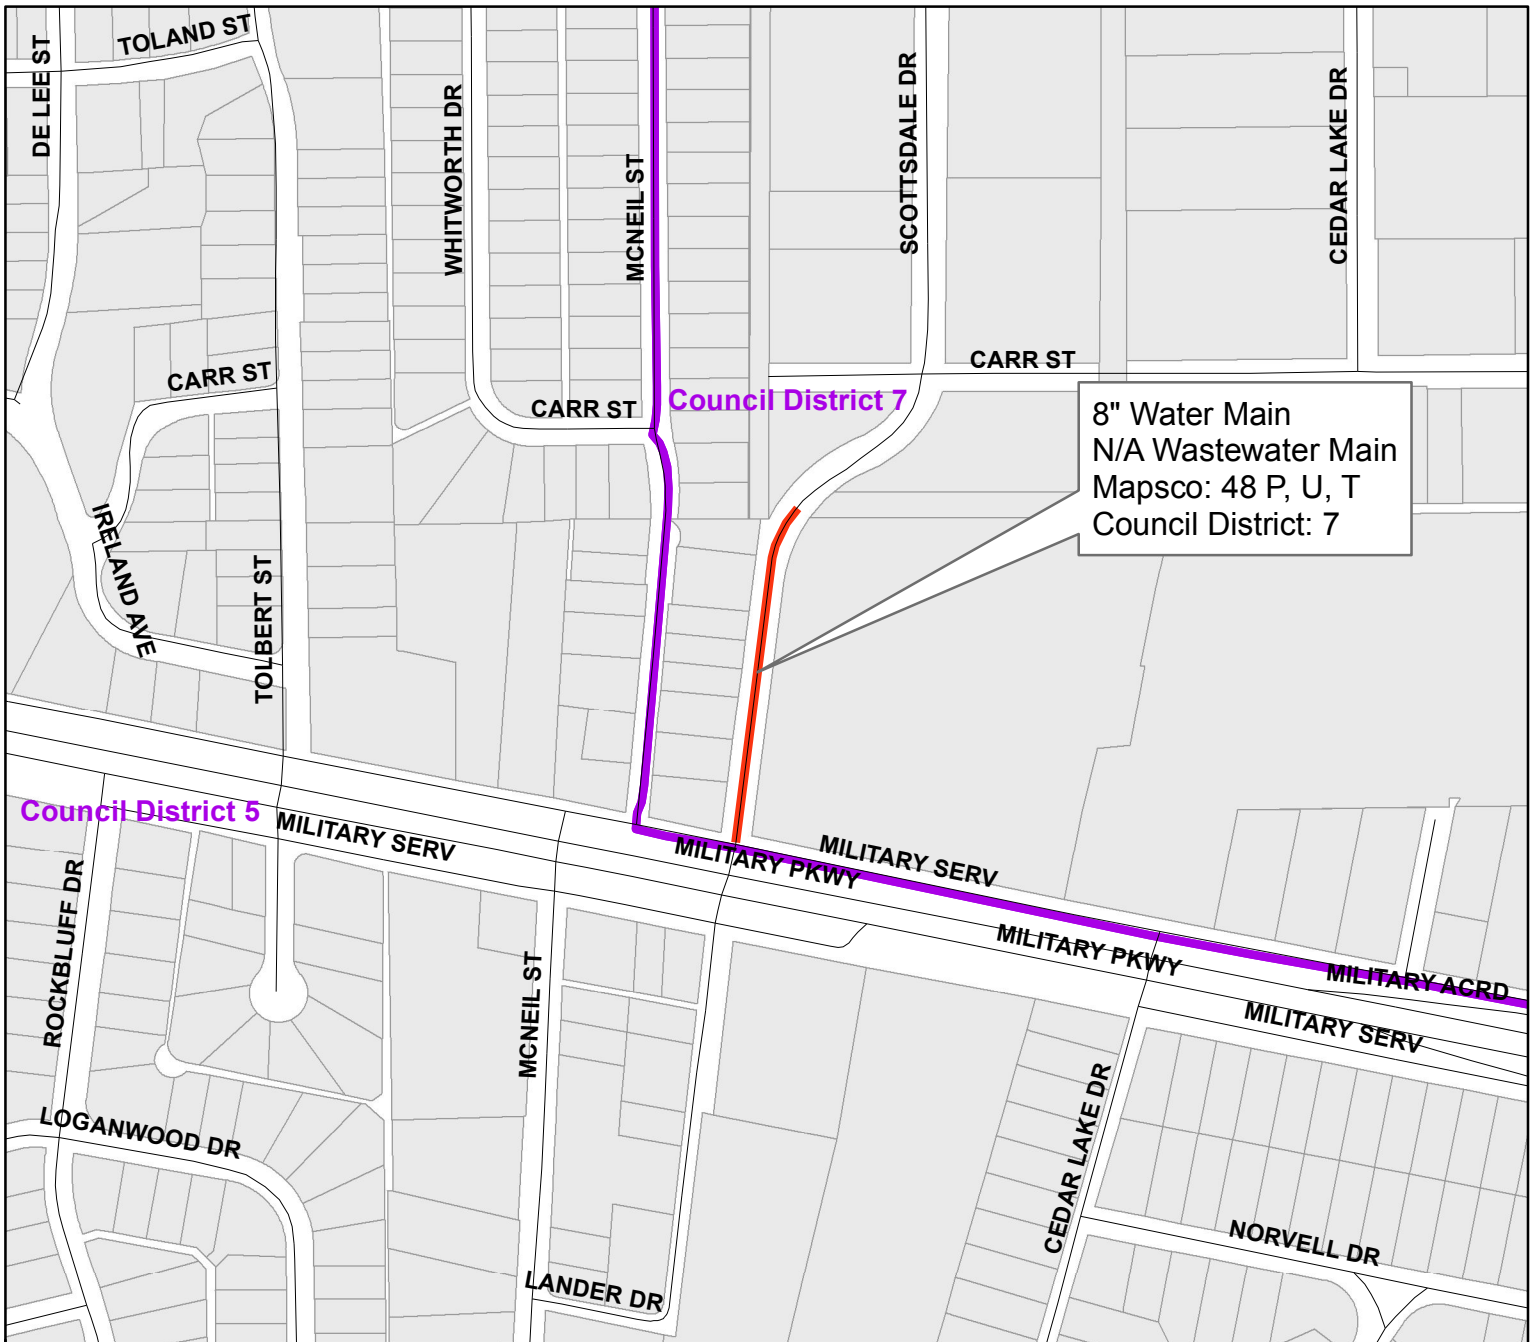 TOLAND ST
DE LEE ST
WHITWORTH DR
MCNEIL ST
SCOTTSDALE DR
CEDAR LAKE DR
CARR ST
CARR ST
CARR ST
Council District 7
8" Water Main
N/A Wastewater Main
Mapsco: 48 P, U, T
Council District: 7
IRELAND AVE
TOLBERT ST
Council District 5
MILITARY SERV
MILITARY PKWY
MILITARY SERV
ROCKBLUFF DR
MCNEIL ST
MILITARY PKWY
MILITARY ACRD
MILITARY SERV
LOGANWOOD DR
CEDAR LAKE DR
NORVELL DR
LANDER DR